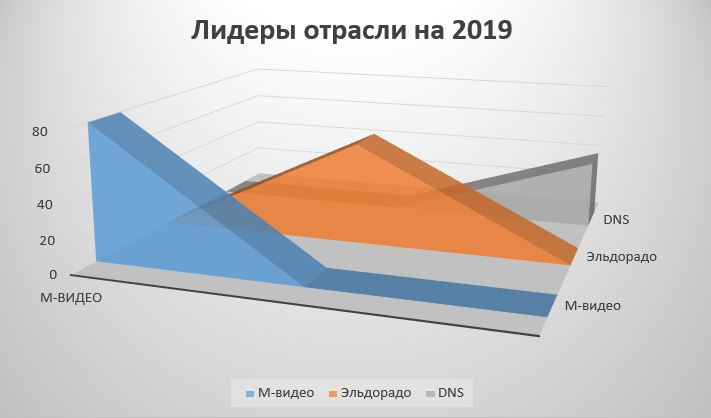 Лидеры отрасли на 2019
80
60
40
20
0
М-ВИДЕО
DNS
Эльдорадо
М-видео
М-видео Эльдорадо DNS